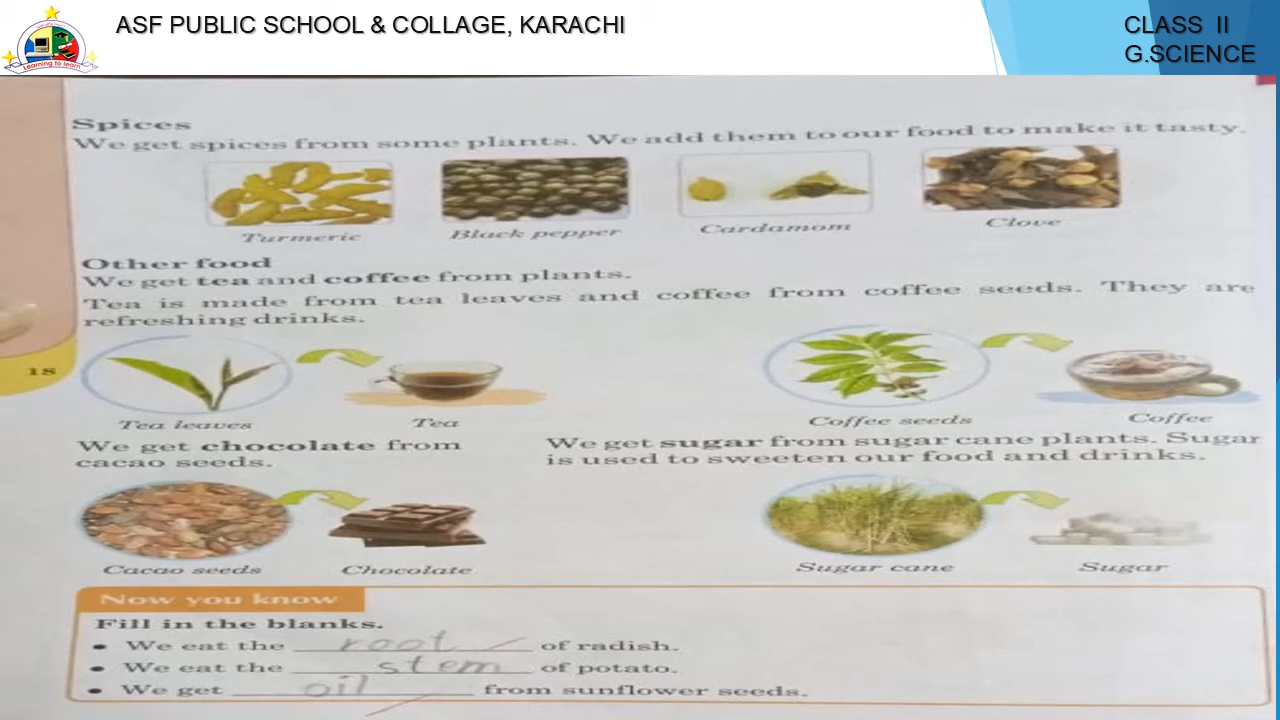 ASF PUBLIC SCHOOL & COLLAGE, KARACHI
CLASS II
G.SCIENCE
Learning to learn
Spices
We get spices from some plants. We add them to our food to make it tasty.
Turmeric Black pepper Cardamom Clove
Other food
We get tea and coffee from plants.
Tea is made from tea leaves and coffee from coffee seeds. They are
refreshing drinks.
18
Tea leaves Tea Coffee seeds Coffee
We get chocolate from
cacao seeds.
We get sugar from sugar cane plants. Sugar
is used to sweeten our food and drinks.
Cacao seeds Chocolate Sugar cane Sugar
Now you know
Fill in the blanks.
• We eat the root of radish.
• We eat the stem of potato.
• We get oil from sunflower seeds.